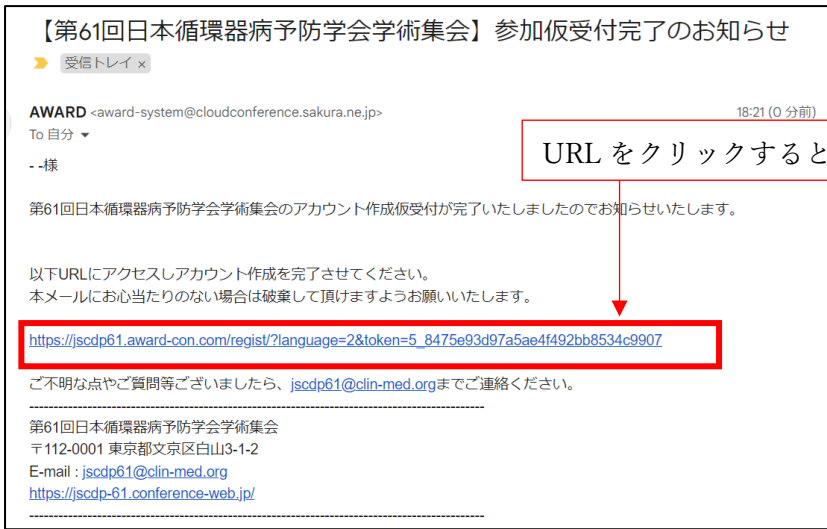 【第61回日本循環器病予防学会学術集会】参加仮受付完了のお知らせ
受信トレイ ×
AWARD <award-system@cloudconference.sakura.ne.jp>
18:21 (0 分前)
To 自分
URL をクリックすると
- -様
第61回日本循環器病予防学会学術集会のアカウント作成仮受付が完了いたしましたのでお知らせいたします。
以下URLにアクセスしアカウント作成を完了させてください。
本メールにお心当たりのない場合は破棄して頂けますようお願いいたします。
https://jscdp61.award-con.com/regist/?language=2&token=5_8475e93d97a5ae4f492bb8534c9907
ご不明な点やご質問等ございましたら、jscdp61@clin-med.orgまでご連絡ください。
--------------------------------------------------------------------------------------------
第61回日本循環器病予防学会学術集会
〒112-0001 東京都文京区白山3-1-2
E-mail : jscdp61@clin-med.org
https://jscdp-61.conference-web.jp/
--------------------------------------------------------------------------------------------